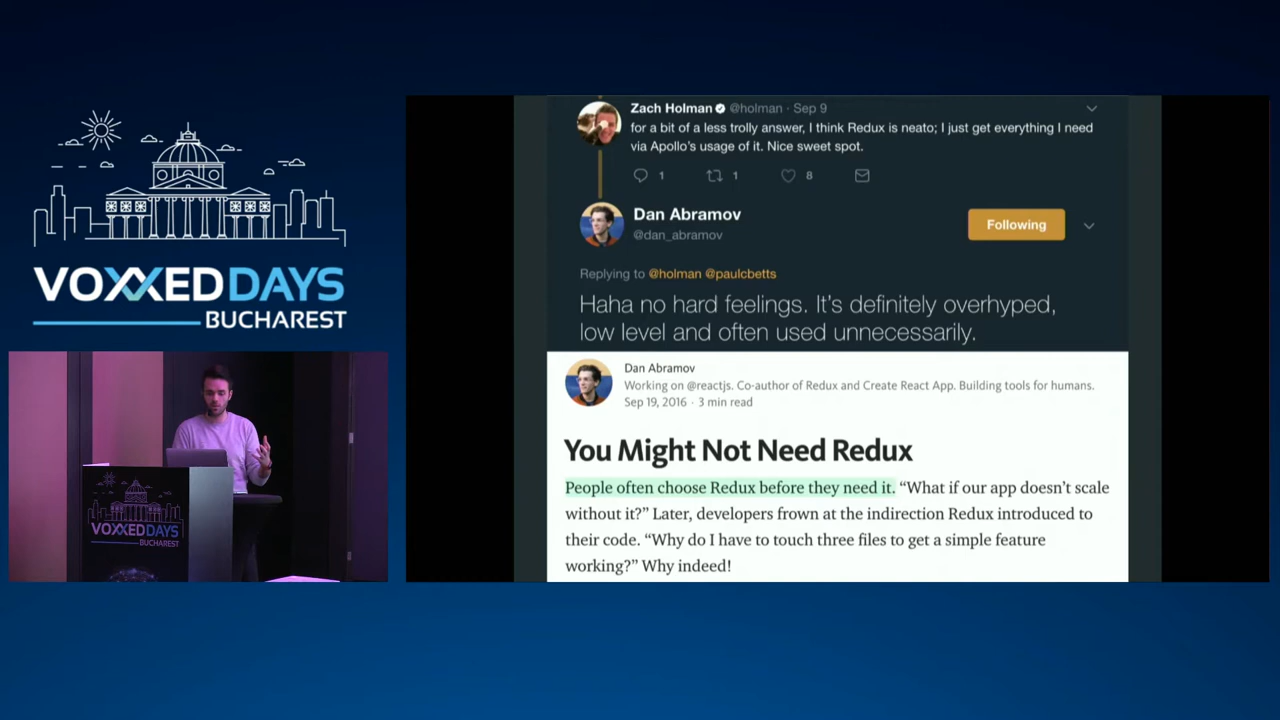 VOXXEDDAYS
BUCHAREST
VOXXEDDAYS
BUCHAREST
Zach Holman @holman · Sep 9
for a bit of a less trolly answer, I think Redux is neato; I just get everything I need
via Apollo's usage of it. Nice sweet spot.
1 1 8
Dan Abramov
@dan_abramov
Following
Replying to @holman @paulcbetts
Haha no hard feelings. It's definitely overhyped,
low level and often used unnecessarily.
Dan Abramov
Working on @reactjs. Co-author of Redux and Create React App. Building tools for humans.
Sep 19, 2016 · 3 min read
You Might Not Need Redux
People often choose Redux before they need it. “What if our app doesn't scale
without it?” Later, developers frown at the indirection Redux introduced to
their code. “Why do I have to touch three files to get a simple feature
working?” Why indeed!